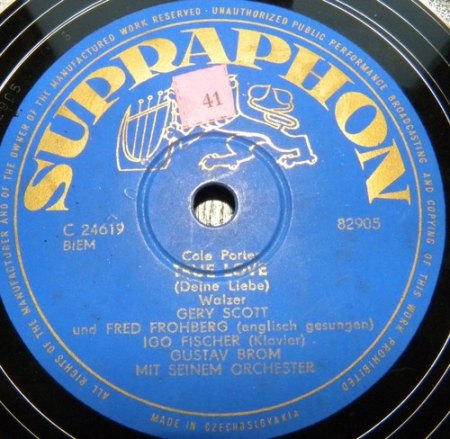 ALL RIGHTS OF THE MANUFACTURER AND OF THE OWNER OF THE MANUFACTURED WORK RESERVED · UNAUTHORIZED PUBLIC PERFORMANCE BROADCASTING AND COPYING OF THIS WORK PROHIBITED
SUPRAPHON
41
C 24619
BIEM
82905
Cole Porter
TRUE LOVE
(Deine Liebe)
Walzer
GERY SCOTT
und FRED FROHBERG (englisch gesungen)
IGO FISCHER (Klavier)
GUSTAV BROM
MIT SEINEM ORCHESTER
MADE IN CZECHOSLOVAKIA